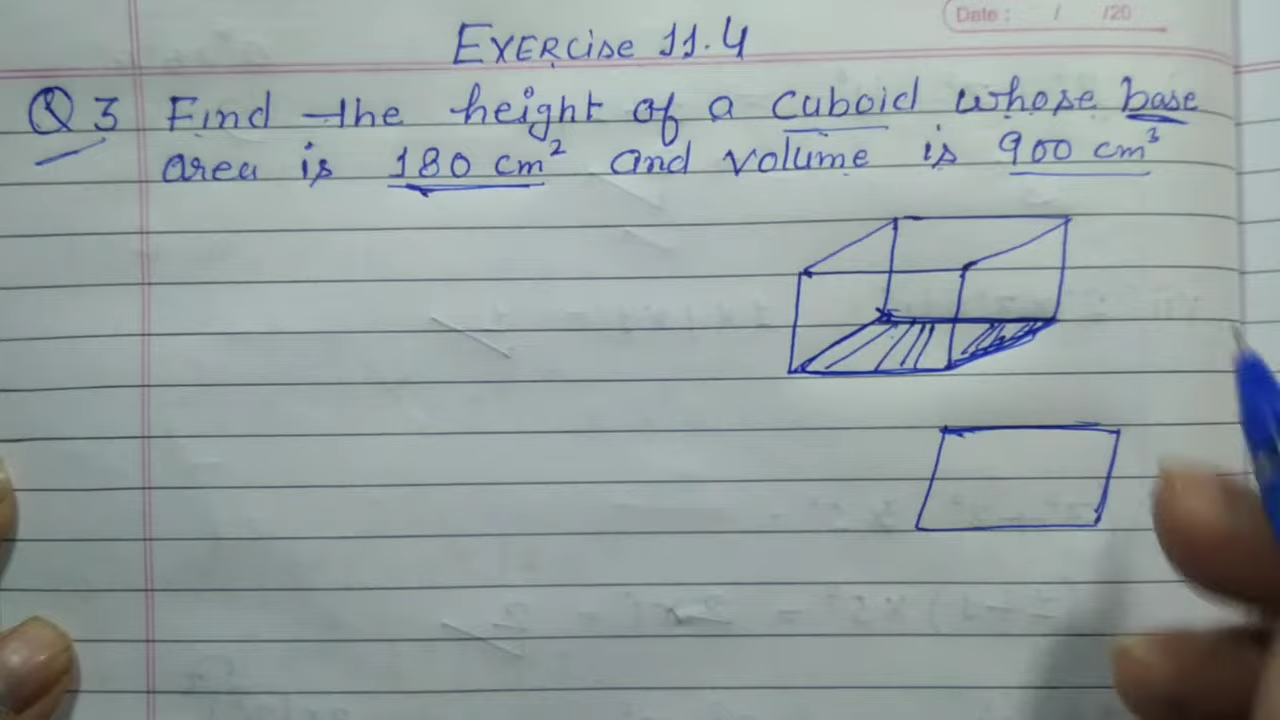 Date : / /20
Exercise 11.4
Q 3 Find the height of a cuboid whose base
area is 180 cm² and volume is 900 cm³